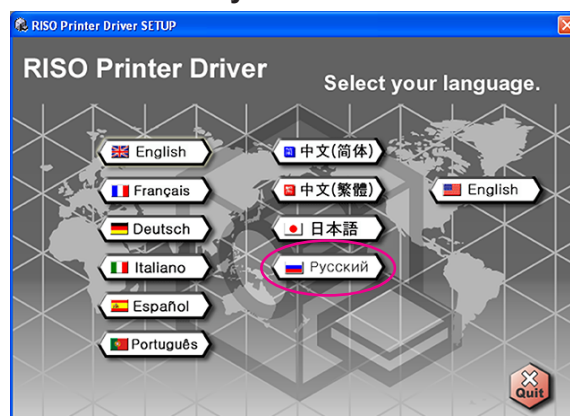 RISO Printer Driver SETUP
RISO Printer Driver
Select your language.
English
Français
Deutsch
Italiano
Español
Português
中文(简体)
中文(繁體)
日本語
Русский
English
Quit